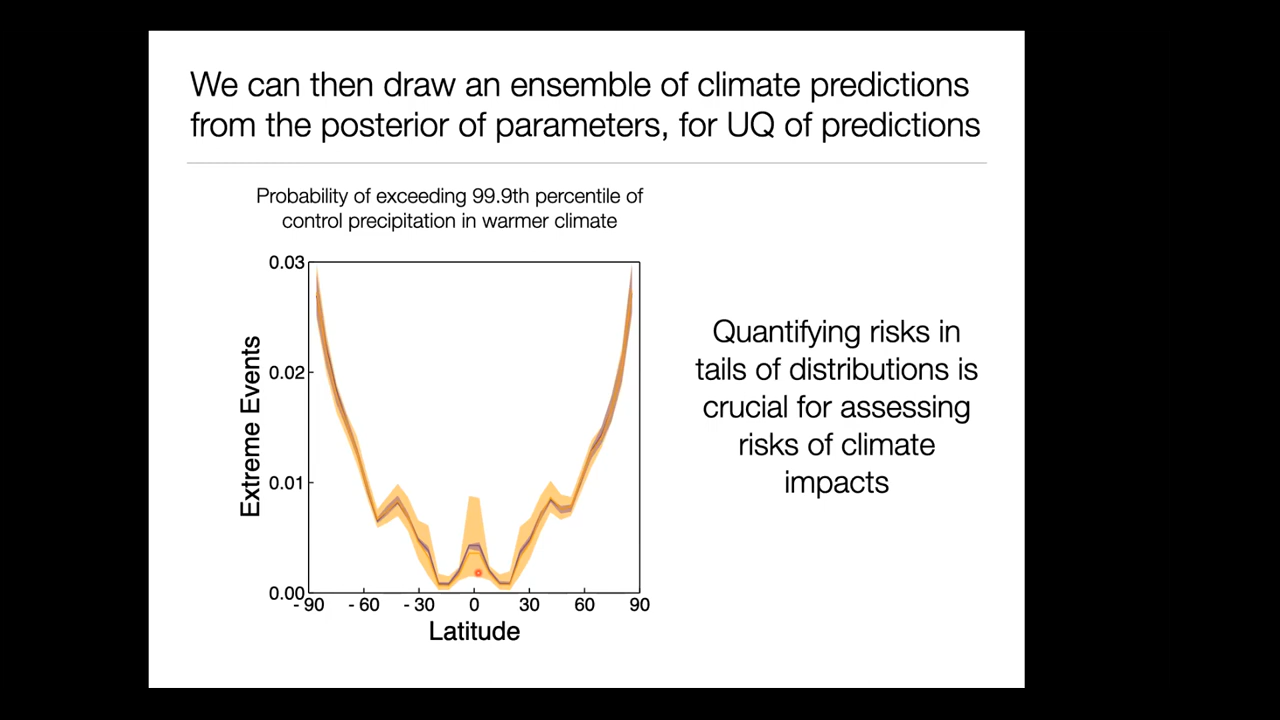 We can then draw an ensemble of climate predictions
from the posterior of parameters, for UQ of predictions
Probability of exceeding 99.9th percentile of
control precipitation in warmer climate
0.03
0.02
0.01
0.00
Extreme Events
- 90 - 60 - 30 0 30 60 90
Latitude
Quantifying risks in
tails of distributions is
crucial for assessing
risks of climate
impacts